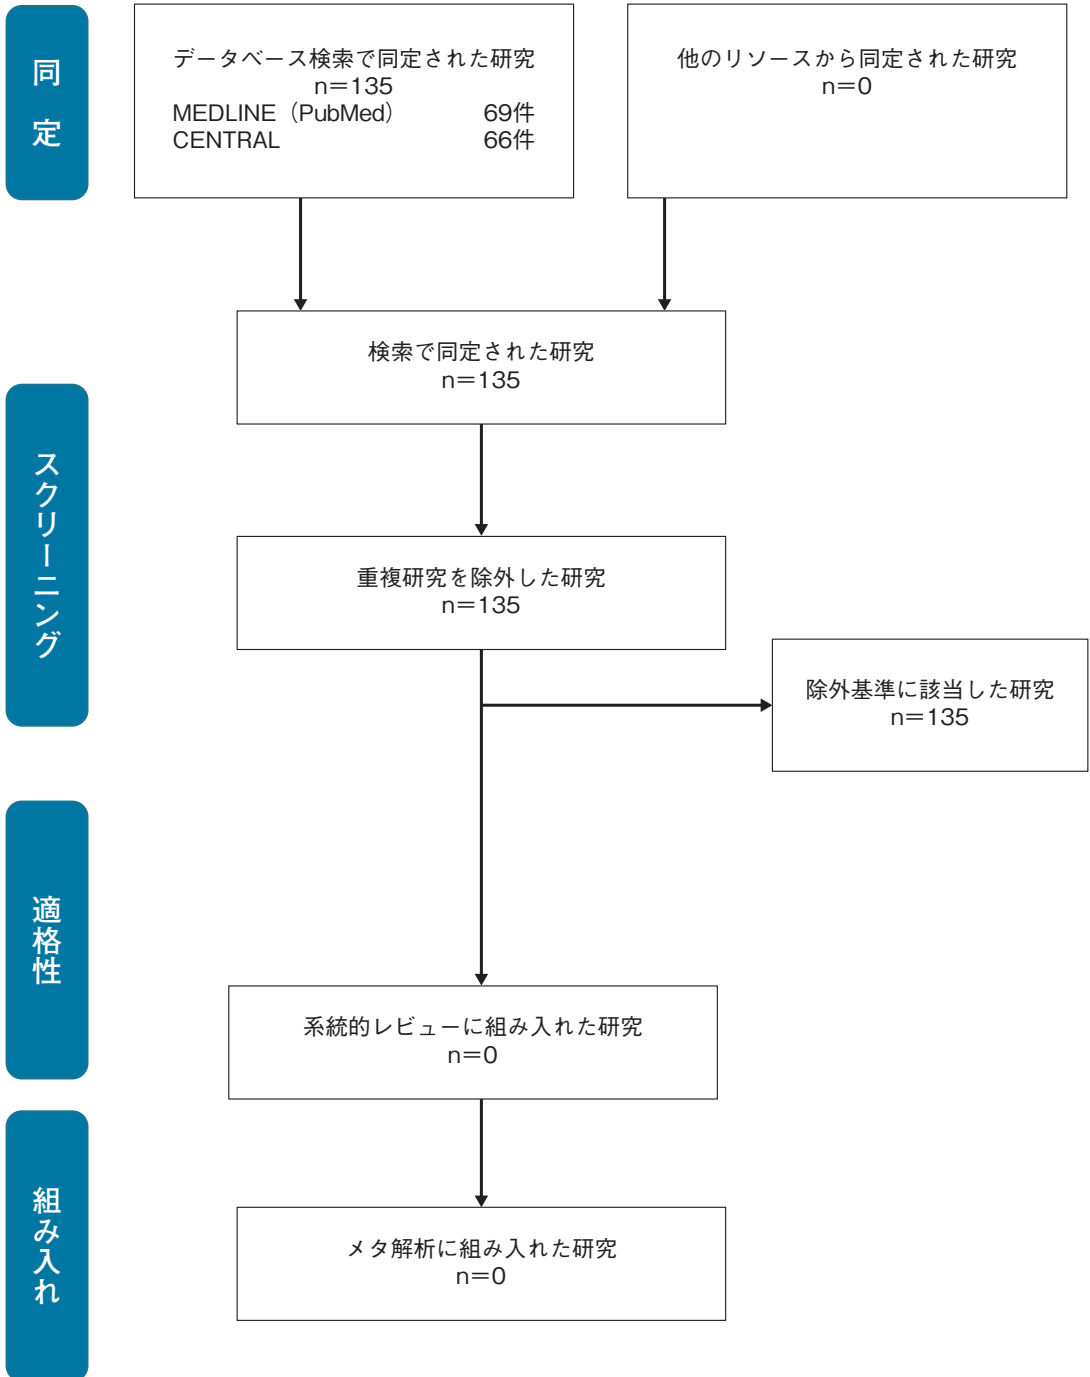 同定
データベース検索で同定された研究
n＝135
MEDLINE（PubMed） 69件
CENTRAL 66件
他のリソースから同定された研究
n＝0
スクリーニング
検索で同定された研究
n＝135
重複研究を除外した研究
n＝135
除外基準に該当した研究
n＝135
適格性
系統的レビューに組み入れた研究
n＝0
組み入れ
メタ解析に組み入れた研究
n＝0